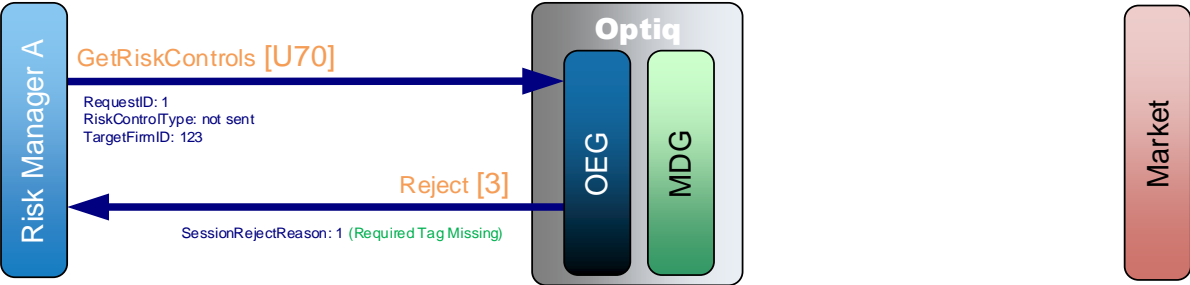 Risk Manager A
GetRiskControls [U70]
RequestID: 1
RiskControlType: not sent
TargetFirmID: 123
Reject [3]
SessionRejectReason: 1 (Required Tag Missing)
Optiq
OEG
MDG
Market